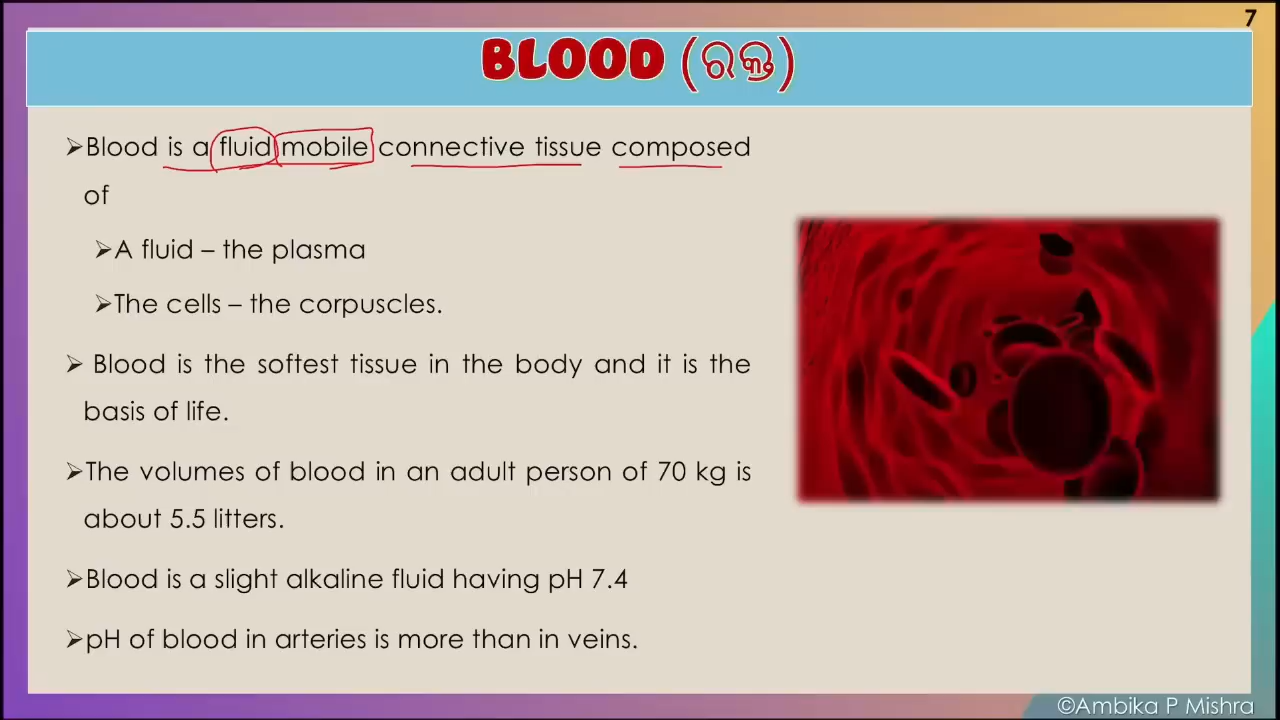 7
BLOOD (ରକ୍ତ)
➢Blood is a fluid mobile connective tissue composed
of
➢A fluid – the plasma
➢The cells – the corpuscles.
➢ Blood is the softest tissue in the body and it is the
basis of life.
➢The volumes of blood in an adult person of 70 kg is
about 5.5 litters.
➢Blood is a slight alkaline fluid having pH 7.4
➢pH of blood in arteries is more than in veins.
©Ambika P Mishra